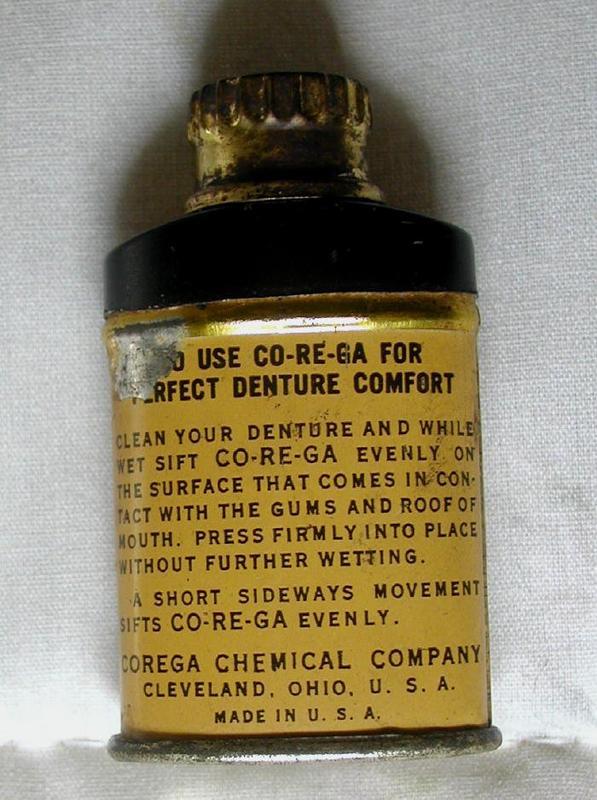 O USE CO-RE-GA FOR
PERFECT DENTURE COMFORT
CLEAN YOUR DENTURE AND WHILE
WET SIFT CO-RE-GA EVENLY ON
THE SURFACE THAT COMES IN CON-
TACT WITH THE GUMS AND ROOF OF
MOUTH. PRESS FIRMLY INTO PLACE
WITHOUT FURTHER WETTING.
A SHORT SIDEWAYS MOVEMENT
SIFTS CO-RE-GA EVENLY.
COREGA CHEMICAL COMPANY
CLEVELAND, OHIO, U. S. A.
MADE IN U. S. A.